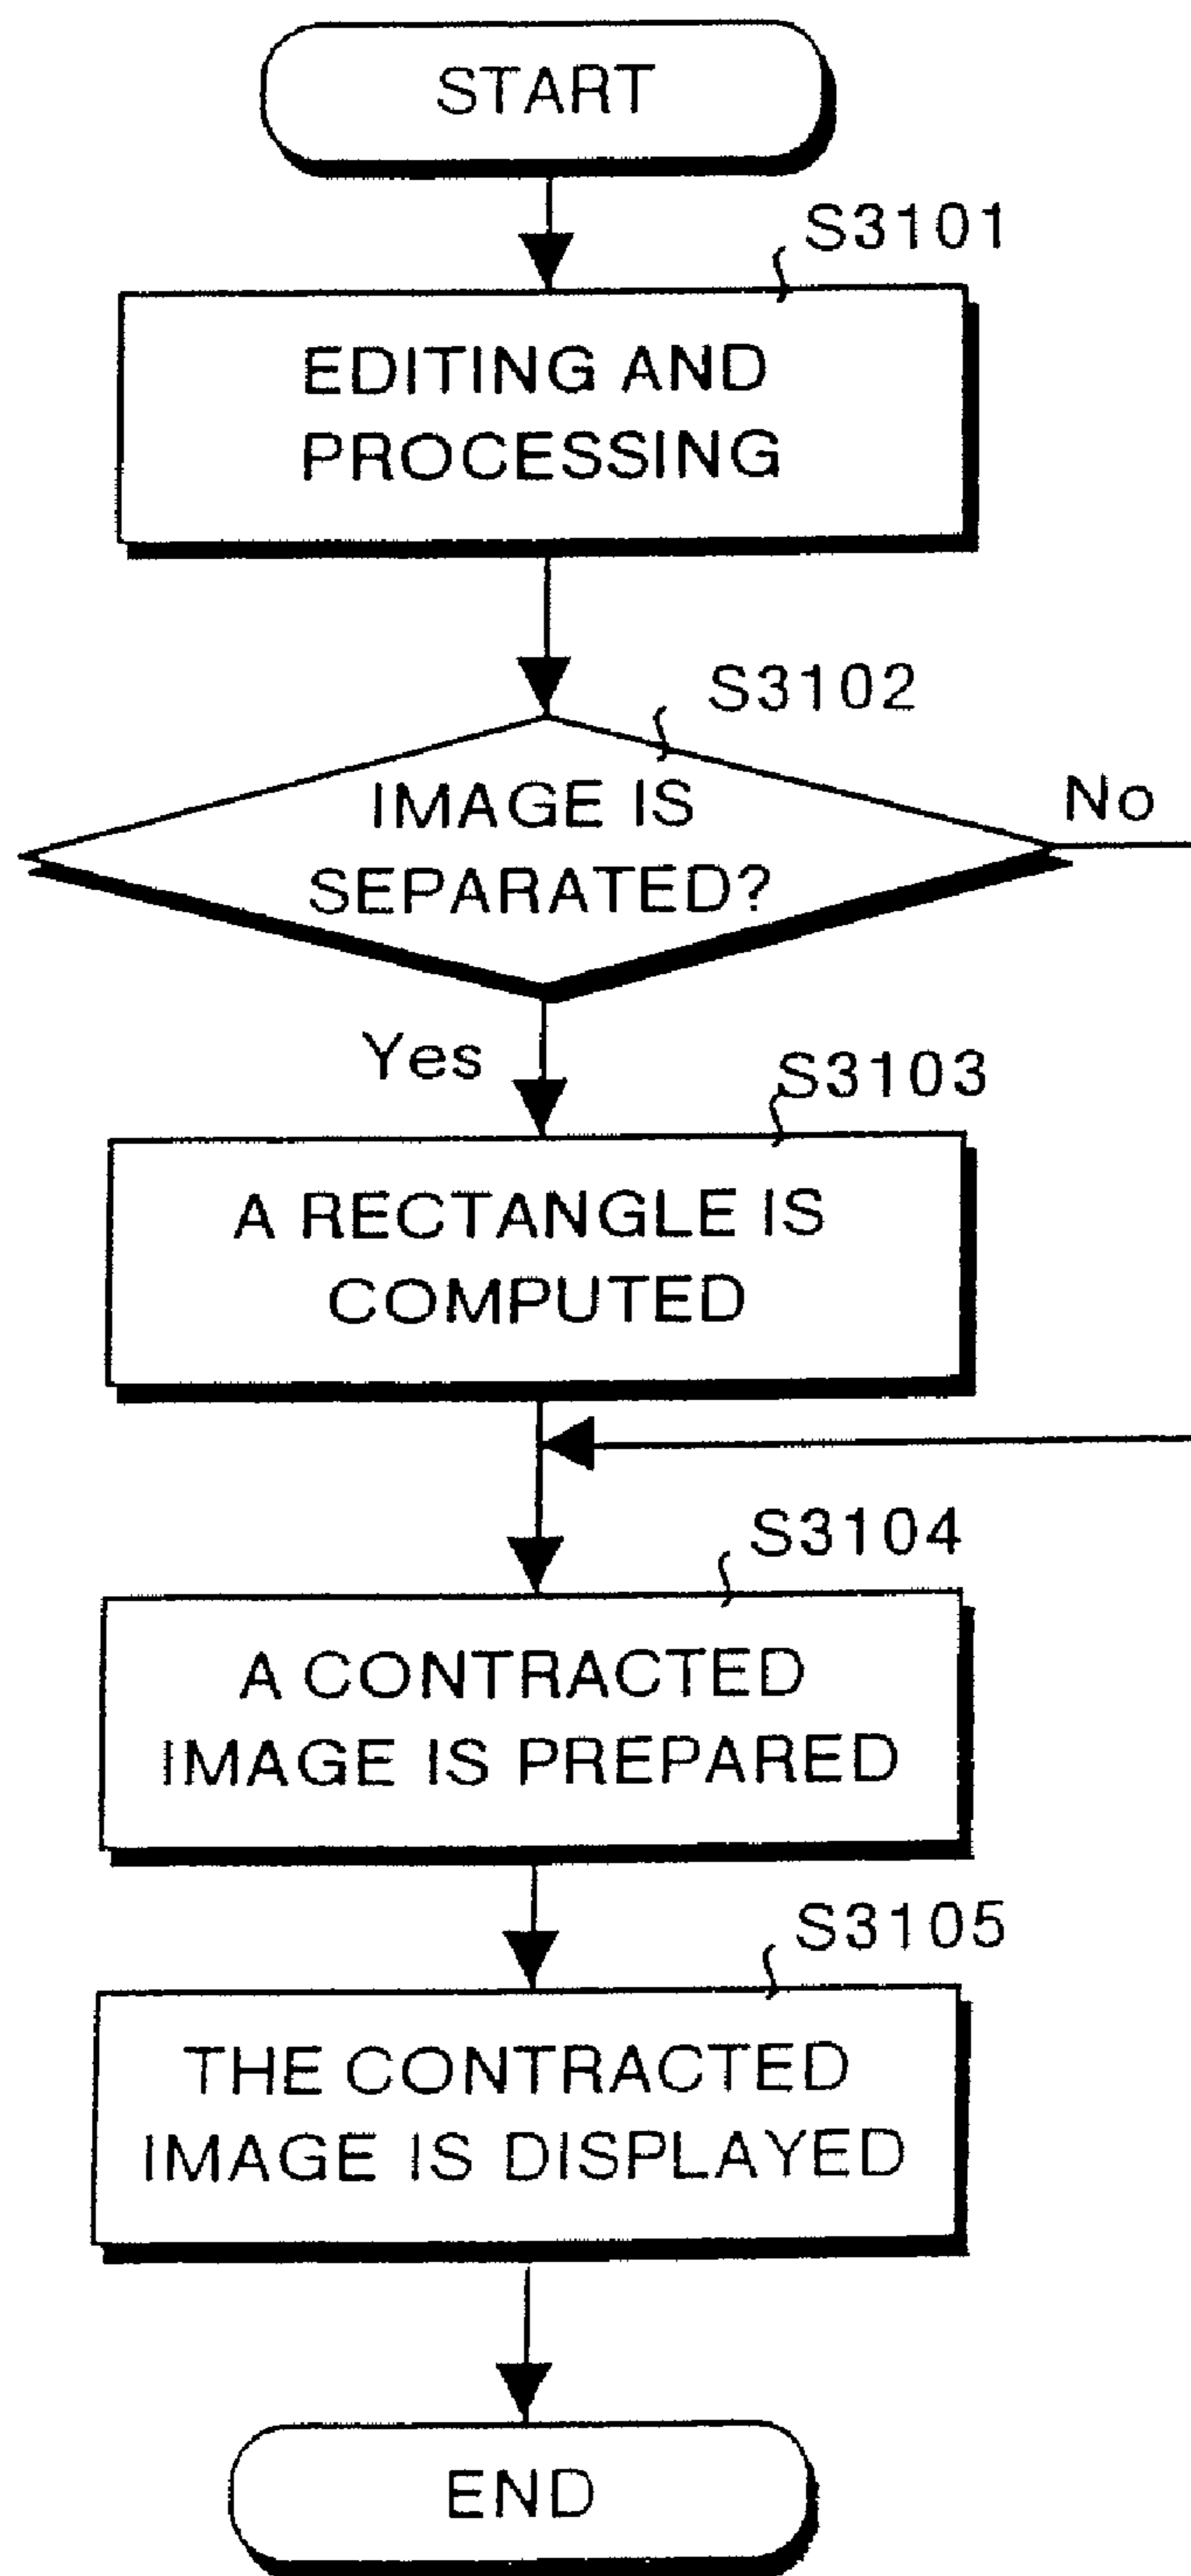 START
S3101
EDITING AND
PROCESSING
S3102
IMAGE IS
SEPARATED?
No
Yes
S3103
A RECTANGLE IS
COMPUTED
S3104
A CONTRACTED
IMAGE IS PREPARED
S3105
THE CONTRACTED
IMAGE IS DISPLAYED
END